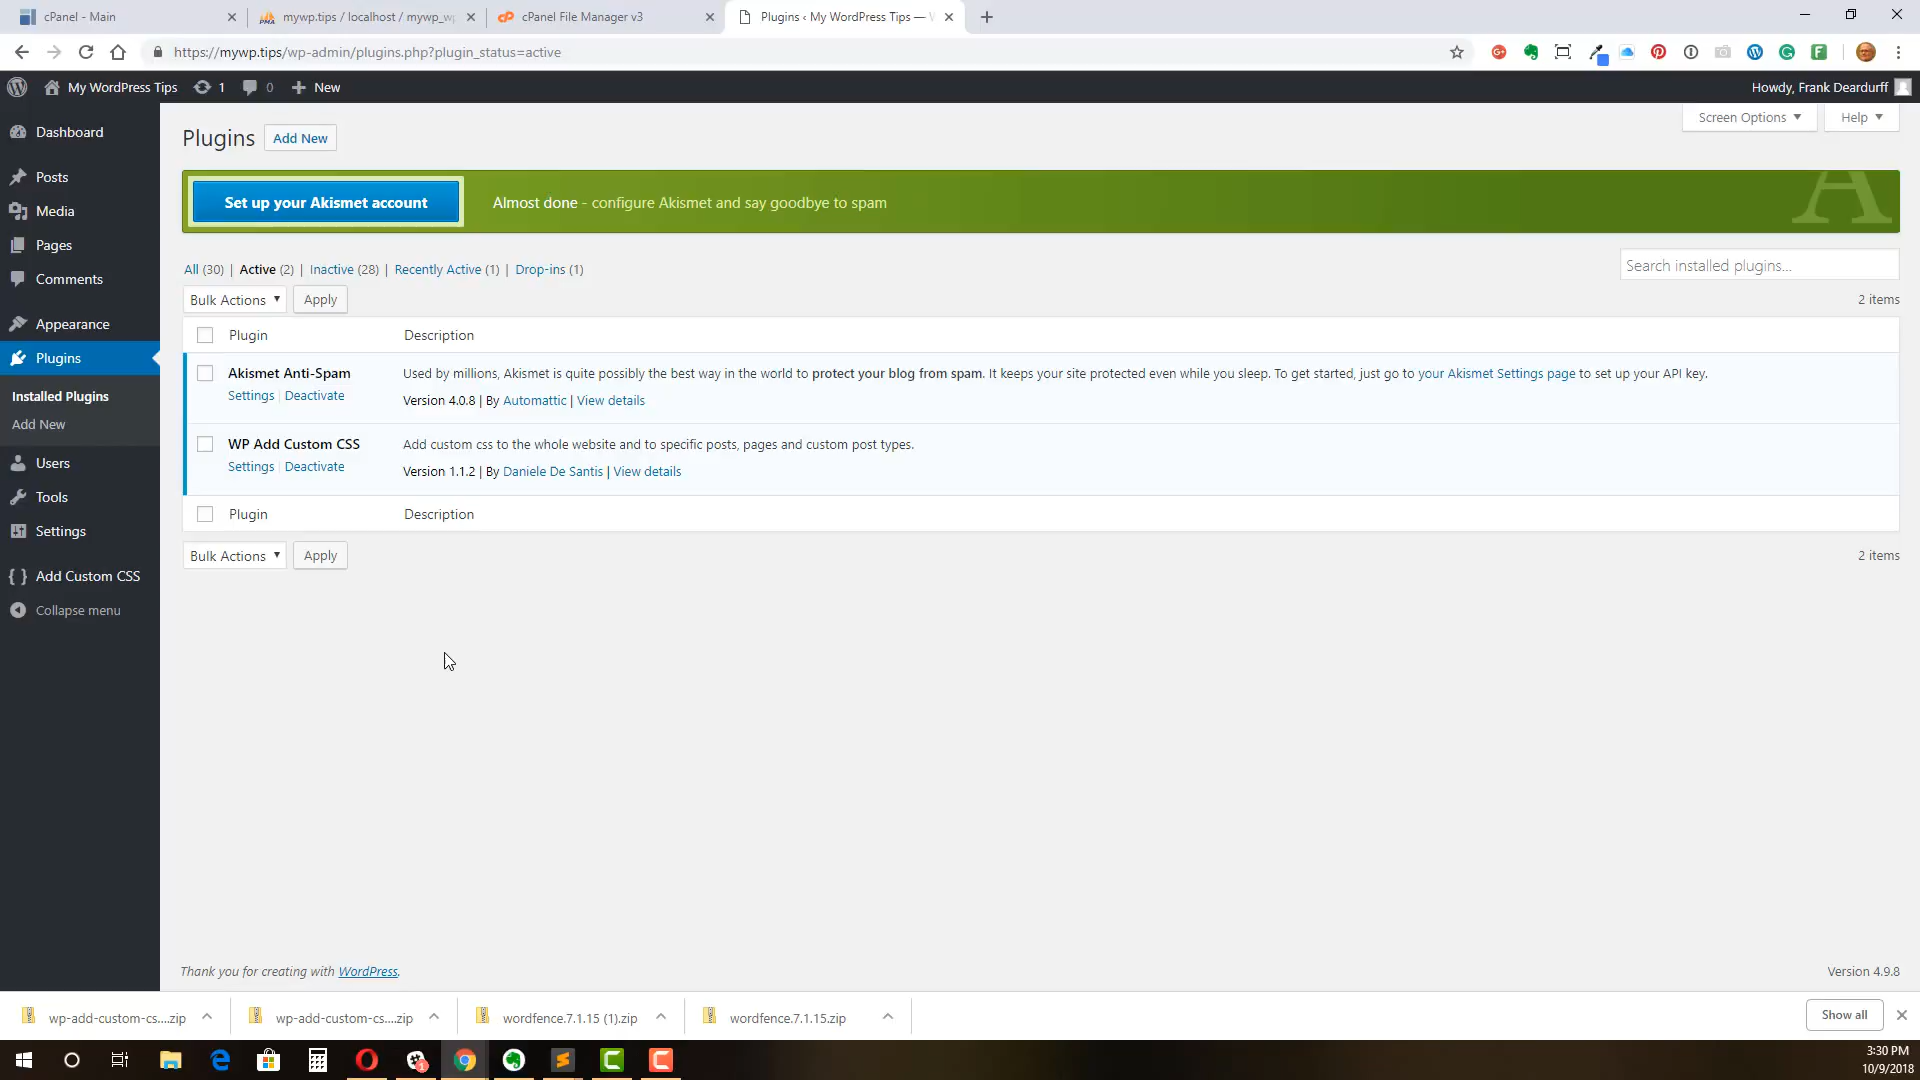 cPanel - Main
mywp.tips / localhost / mywp_wp
cPanel File Manager v3
Plugins ‹ My WordPress Tips — W
https://mywp.tips/wp-admin/plugins.php?plugin_status=active
My WordPress Tips
1
0
New
Howdy, Frank Deardurff
Dashboard
Posts
Media
Pages
Comments
Appearance
Plugins
Installed Plugins
Add New
Users
Tools
Settings
{ } Add Custom CSS
Collapse menu
Screen Options ▼
Help ▼
Plugins
Add New
Set up your Akismet account
Almost done - configure Akismet and say goodbye to spam
A
All (30) | Active (2) | Inactive (28) | Recently Active (1) | Drop-ins (1)
Search installed plugins...
Bulk Actions
Apply
2 items
Plugin Description
Akismet Anti-Spam
Settings | Deactivate
Used by millions, Akismet is quite possibly the best way in the world to protect your blog from spam. It keeps your site protected even while you sleep. To get started, just go to your Akismet Settings page to set up your API key.
Version 4.0.8 | By Automattic | View details
WP Add Custom CSS
Settings | Deactivate
Add custom css to the whole website and to specific posts, pages and custom post types.
Version 1.1.2 | By Daniele De Santis | View details
Plugin Description
Bulk Actions
Apply
2 items
Thank you for creating with WordPress.
Version 4.9.8
wp-add-custom-cs....zip
wp-add-custom-cs....zip
wordfence.7.1.15 (1).zip
wordfence.7.1.15.zip
Show all
3:30 PM
10/9/2018